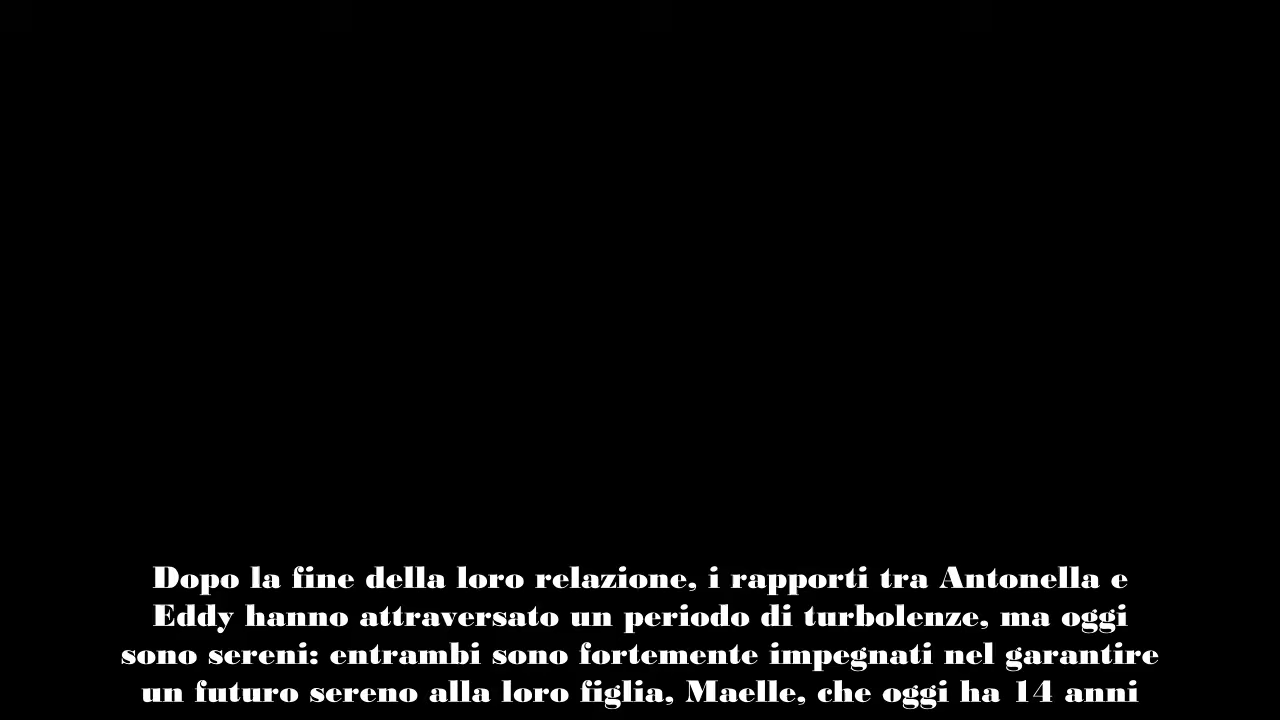 Dopo la fine della loro relazione, i rapporti tra Antonella e
Eddy hanno attraversato un periodo di turbolenze, ma oggi
sono sereni: entrambi sono fortemente impegnati nel garantire
un futuro sereno alla loro figlia, Maelle, che oggi ha 14 anni